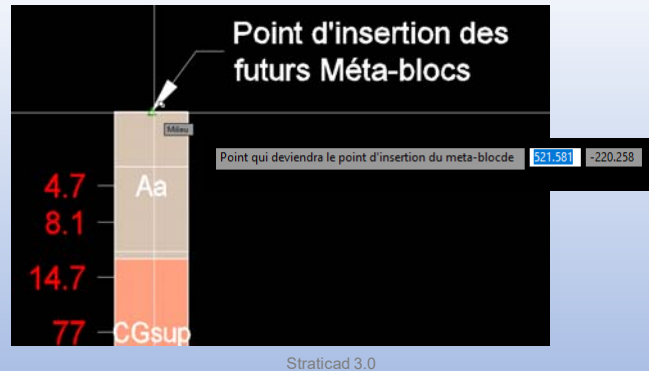 Point d'insertion des
futurs Méta-blocs
Milieu
Point qui deviendra le point d'insertion du meta-blocde 521.581 -220.258
4.7
Aa
8.1
14.7
77
CGsup
Straticad 3.0